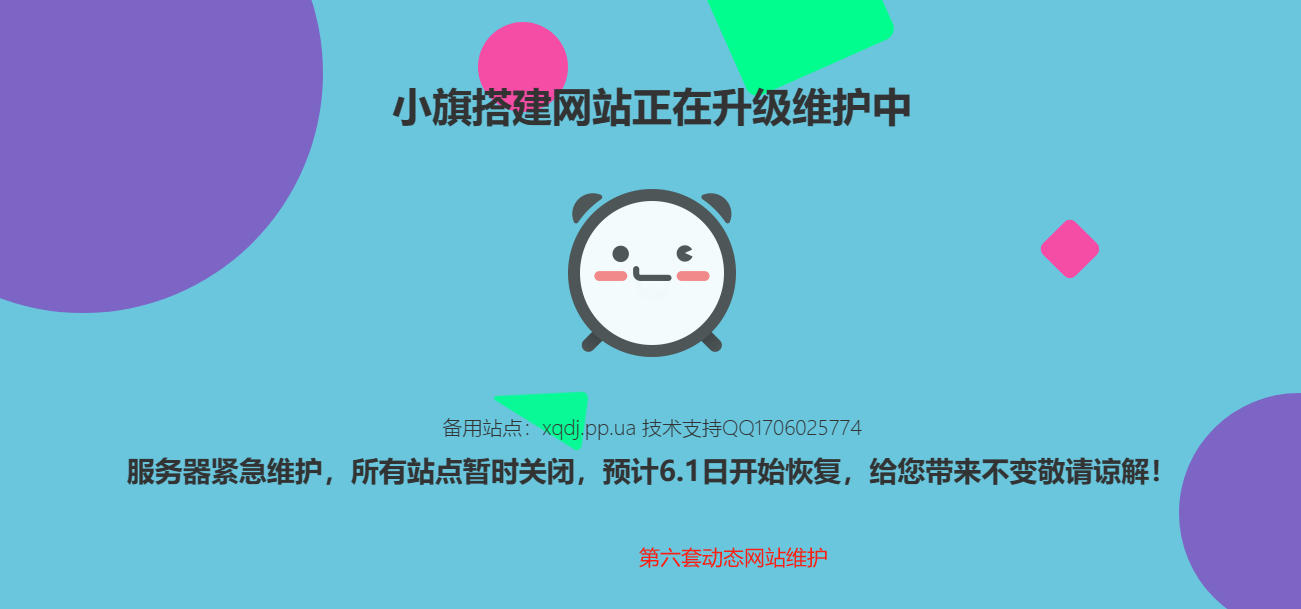 小旗搭建网站正在升级维护中
备用站点：xqdj.pp.ua 技术支持QQ1706025774
服务器紧急维护，所有站点暂时关闭，预计6.1日开始恢复，给您带来不变敬请谅解！
第六套动态网站维护